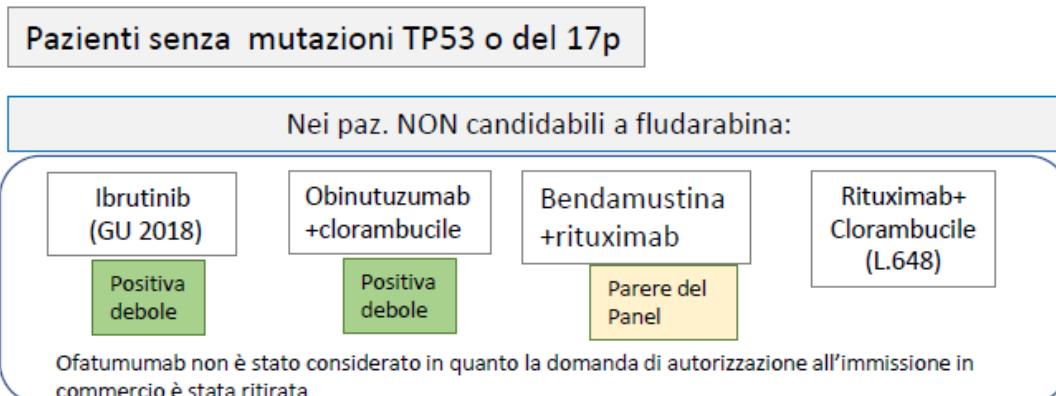 Pazienti senza mutazioni TP53 o del 17p
Nei paz. NON candidabili a fludarabina:
Ibrutinib
(GU 2018)
Positiva
debole
Obinutuzumab
+clorambucile
Positiva
debole
Bendamustina
+rituximab
Parere del
Panel
Rituximab+
Clorambucile
(L.648)
Ofatumumab non è stato considerato in quanto la domanda di autorizzazione all'immissione in
commercio è stata ritirata